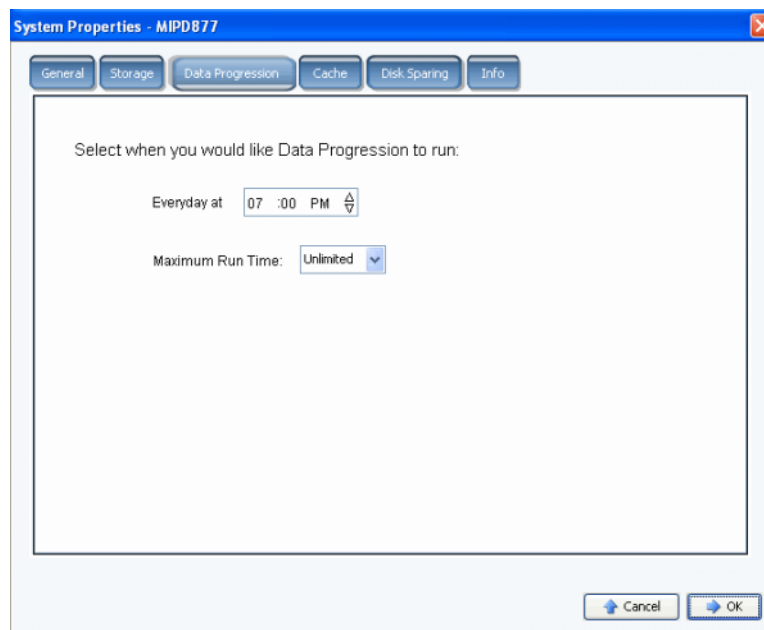 System Properties - MIPD877
General Storage Data Progression Cache Disk Sparing Info
Select when you would like Data Progression to run:
Everyday at 07 :00 PM
Maximum Run Time: Unlimited
Cancel OK